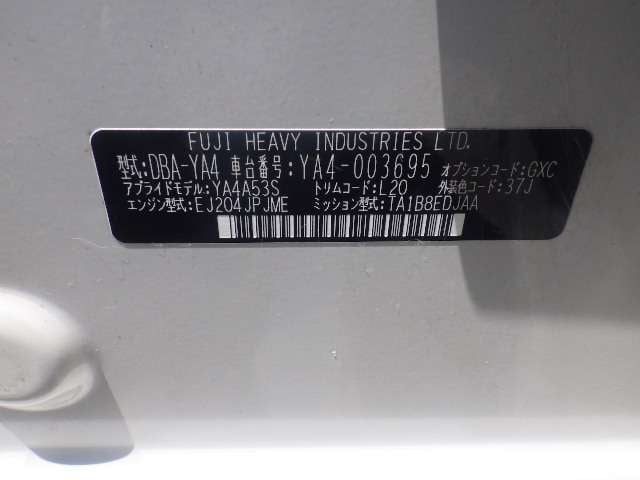 FUJI HEAVY INDUSTRIES LTD.
型式:DBA-YA4 車台番号:YA4-003695 オプションコード:GXC
アプライドモデル:YA4A53S トリムコード:L20 外装色コード:37J
エンジン型式:EJ204JPJME ミッション型式:TA1B8EDJAA